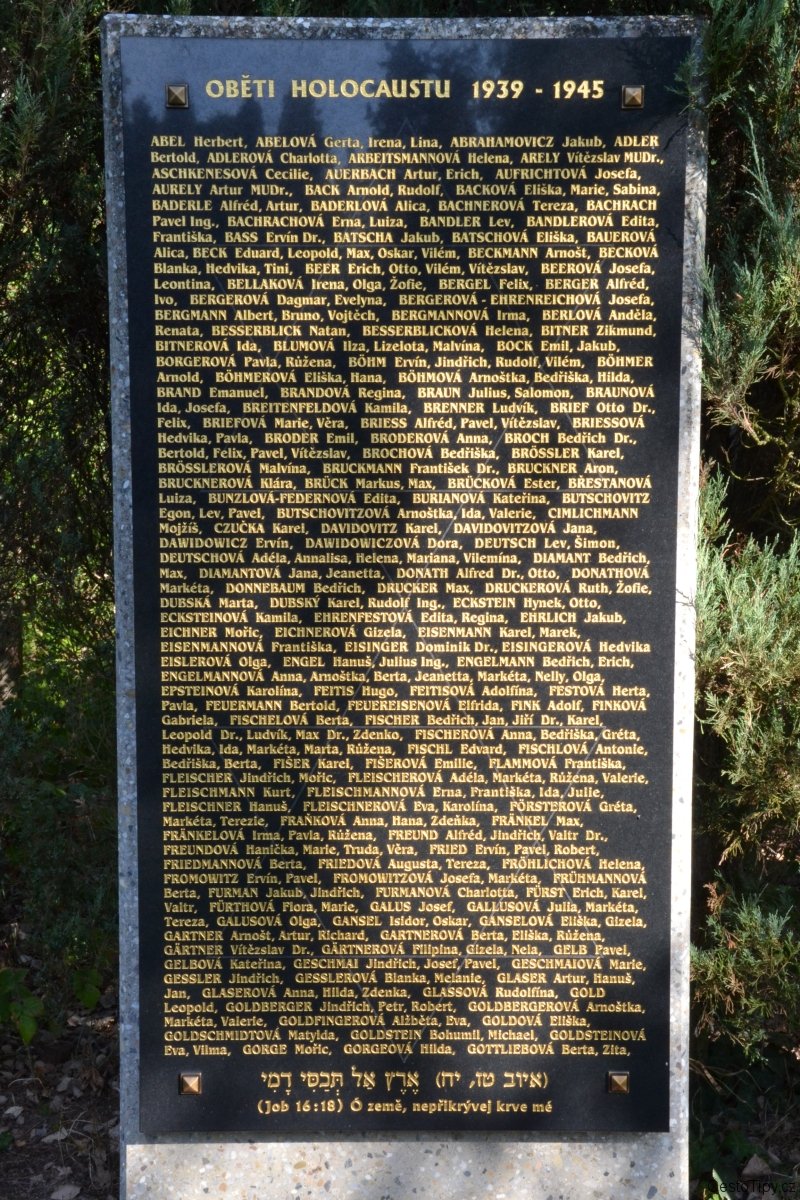 OBĚTI HOLOCAUSTU 1939 - 1945
ABEL Herbert, ABELOVÁ Gerta, Irena, Lina, ABRAHAMOVICZ Jakub, ADLER
Bertold, ADLEROVÁ Charlotta, ARBEITSMANNOVÁ Helena, ARELY Vítězslav MUDr.,
ASCHKENESOVÁ Cecilie, AUERBACH Artur, Erich, AUFRICHTOVÁ Josefa,
AURELY Artur MUDr., BACK Arnold, Rudolf, BACKOVÁ Eliška, Marie, Sabina,
BADERLE Alfréd, Artur, BADERLOVÁ Alica, BACHNEROVÁ Tereza, BACHRACH
Pavel Ing., BACHRACHOVÁ Erna, Luiza, BANDLER Lev, BANDLEROVÁ Edita,
Františka, BASS Ervín Dr., BATSCHA Jakub, BATSCHOVÁ Eliška, BAUEROVÁ
Alica, BECK Eduard, Leopold, Max, Oskar, Vilém, BECKMANN Arnošt, BECKOVÁ
Blanka, Hedvika, Tini, BEER Erich, Otto, Vilém, Vítězslav, BEEROVÁ Josefa,
Leontina, BELLAKOVÁ Irena, Olga, Žofie, BERGEL Felix, BERGER Alfréd,
Ivo, BERGEROVÁ Dagmar, Evelyna, BERGEROVÁ - EHRENREICHOVÁ Josefa,
BERGMANN Albert, Bruno, Vojtěch, BERGMANNOVÁ Irma, BERLOVÁ Anděla,
Renata, BESSERBLICK Natan, BESSERBLICKOVÁ Helena, BITNER Zikmund,
BITNEROVÁ Ida, BLUMOVÁ Ilza, Lizelota, Malvína, BOCK Emil, Jakub,
BORGEROVÁ Pavla, Růžena, BÖHM Ervín, Jindřich, Rudolf, Vilém, BÖHMER
Arnold, BÖHMEROVÁ Eliška, Hana, BÖHMOVÁ Arnoštka, Bedřiška, Hilda,
BRAND Emanuel, BRANDOVÁ Regina, BRAUN Julius, Salomon, BRAUNOVÁ
Ida, Josefa, BREITENFELDOVÁ Kamila, BRENNER Ludvík, BRIEF Otto Dr.,
Felix, BRIEFOVÁ Marie, Věra, BRIESS Alfréd, Pavel, Vítězslav, BRIESSOVÁ
Hedvika, Pavla, BRODER Emil, BRODEROVÁ Anna, BROCH Bedřich Dr.,
Bertold, Felix, Pavel, Vítězslav, BROCHOVÁ Bedřiška, BRÖSSLER Karel,
BRÖSSLEROVÁ Malvína, BRUCKMANN František Dr., BRUCKNER Aron,
BRUCKNEROVÁ Klára, BRÜCK Markus, Max, BRÜCKOVÁ Ester, BŘESTANOVÁ
Luiza, BUNZLOVÁ-FEDERNOVÁ Edita, BURIANOVÁ Kateřina, BUTSCHOVITZ
Egon, Lev, Pavel, BUTSCHOVITZOVÁ Arnoštka, Ida, Valerie, CIMLICHMANN
Mojžíš, CZUČKA Karel, DAVIDOVITZ Karel, DAVIDOVITZOVÁ Jana,
DAWIDOWICZ Ervín, DAWIDOWICZOVÁ Dora, DEUTSCH Lev, Šimon,
DEUTSCHOVÁ Adéla, Annalisa, Helena, Mariana, Vilemína, DIAMANT Bedřich,
Max, DIAMANTOVÁ Jana, Jeanetta, DONATH Alfred Dr., Otto, DONATHOVÁ
Markéta, DONNEBAUM Bedřich, DRUCKER Max, DRUCKEROVÁ Ruth, Žofie,
DUBSKÁ Marta, DUBSKÝ Karel, Rudolf Ing., ECKSTEIN Hynek, Otto,
ECKSTEINOVÁ Kamila, EHRENFESTOVÁ Edita, Regina, EHRLICH Jakub,
EICHNER Mořic, EICHNEROVÁ Gizela, EISENMANN Karel, Marek,
EISENMANNOVÁ Františka, EISINGER Dominik Dr., EISINGEROVÁ Hedvika
EISLEROVÁ Olga, ENGEL Hanuš, Julius Ing., ENGELMANN Bedřich, Erich,
ENGELMANNOVÁ Anna, Arnoštka, Berta, Jeanetta, Markéta, Nelly, Olga,
EPSTEINOVÁ Karolína, FEITIS Hugo, FEITISOVÁ Adolfína, FESTOVÁ Herta,
Pavla, FEUERMANN Bertold, FEUEREISENOVÁ Elfrida, FINK Adolf, FINKOVÁ
Gabriela, FISCHELOVÁ Berta, FISCHER Bedřich, Jan, Jiří Dr., Karel,
Leopold Dr., Ludvík, Max Dr., Zdenko, FISCHEROVÁ Anna, Bedřiška, Gréta,
Hedvika, Ida, Markéta, Marta, Růžena, FISCHL Edvard, FISCHLOVÁ Antonie,
Bedřiška, Berta, FIŠER Karel, FIŠEROVÁ Emilie, FLAMMOVÁ Františka,
FLEISCHER Jindřich, Mořic, FLEISCHEROVÁ Adéla, Markéta, Růžena, Valerie,
FLEISCHMANN Kurt, FLEISCHMANNOVÁ Erna, Františka, Ida, Julie,
FLEISCHNER Hanuš, FLEISCHNEROVÁ Eva, Karolína, FÖRSTEROVÁ Gréta,
Markéta, Terezie, FRAŇKOVÁ Anna, Hana, Zdeňka, FRÄNKEL Max,
FRÄNKELOVÁ Irma, Pavla, Růžena, FREUND Alfréd, Jindřich, Valtr Dr.,
FREUNDOVÁ Hanička, Marie, Truda, Věra, FRIED Ervín, Pavel, Robert,
FRIEDMANNOVÁ Berta, FRIEDOVÁ Augusta, Tereza, FRÖHLICHOVÁ Helena,
FROMOWITZ Ervín, Pavel, FROMOWITZOVÁ Josefa, Markéta, FRÜHMANNOVÁ
Berta, FURMAN Jakub, Jindřich, FURMANOVÁ Charlotta, FÜRST Erich, Karel,
Valtr, FÜRTHOVÁ Flora, Marie, GALUS Josef, GALLUSOVÁ Julia, Markéta,
Tereza, GALUSOVÁ Olga, GANSEL Isidor, Oskar, GANSELOVÁ Eliška, Gizela,
GARTNER Arnošt, Artur, Richard, GARTNEROVÁ Berta, Eliška, Růžena,
GÄRTNER Vítězslav Dr., GÄRTNEROVÁ Filipína, Gizela, Nela, GELB Pavel,
GELBOVÁ Kateřina, GESCHMAI Jindřich, Josef, Pavel, GESCHMAIOVÁ Marie,
GESSLER Jindřich, GESSLEROVÁ Blanka, Melanie, GLASER Artur, Hanuš,
Jan, GLASEROVÁ Anna, Hilda, Zdenka, GLASSOVÁ Rudolfína, GOLD
Leopold, GOLDBERGER Jindřich, Petr, Robert, GOLDBERGEROVÁ Arnoštka,
Markéta, Valerie, GOLDFINGEROVÁ Alžběta, Eva, GOLDOVÁ Eliška,
GOLDSCHMIDTOVÁ Matylda, GOLDSTEIN Bohumil, Michael, GOLDSTEINOVÁ
Eva, Vilma, GORGE Mořic, GORGEOVÁ Hilda, GOTTLIEBOVÁ Berta, Zita,
(איוב טז, יח) אֶרֶץ אַל תְּכַסִּי דָמִי
(Job 16:18) Ó země, nepřikrývej krve mé